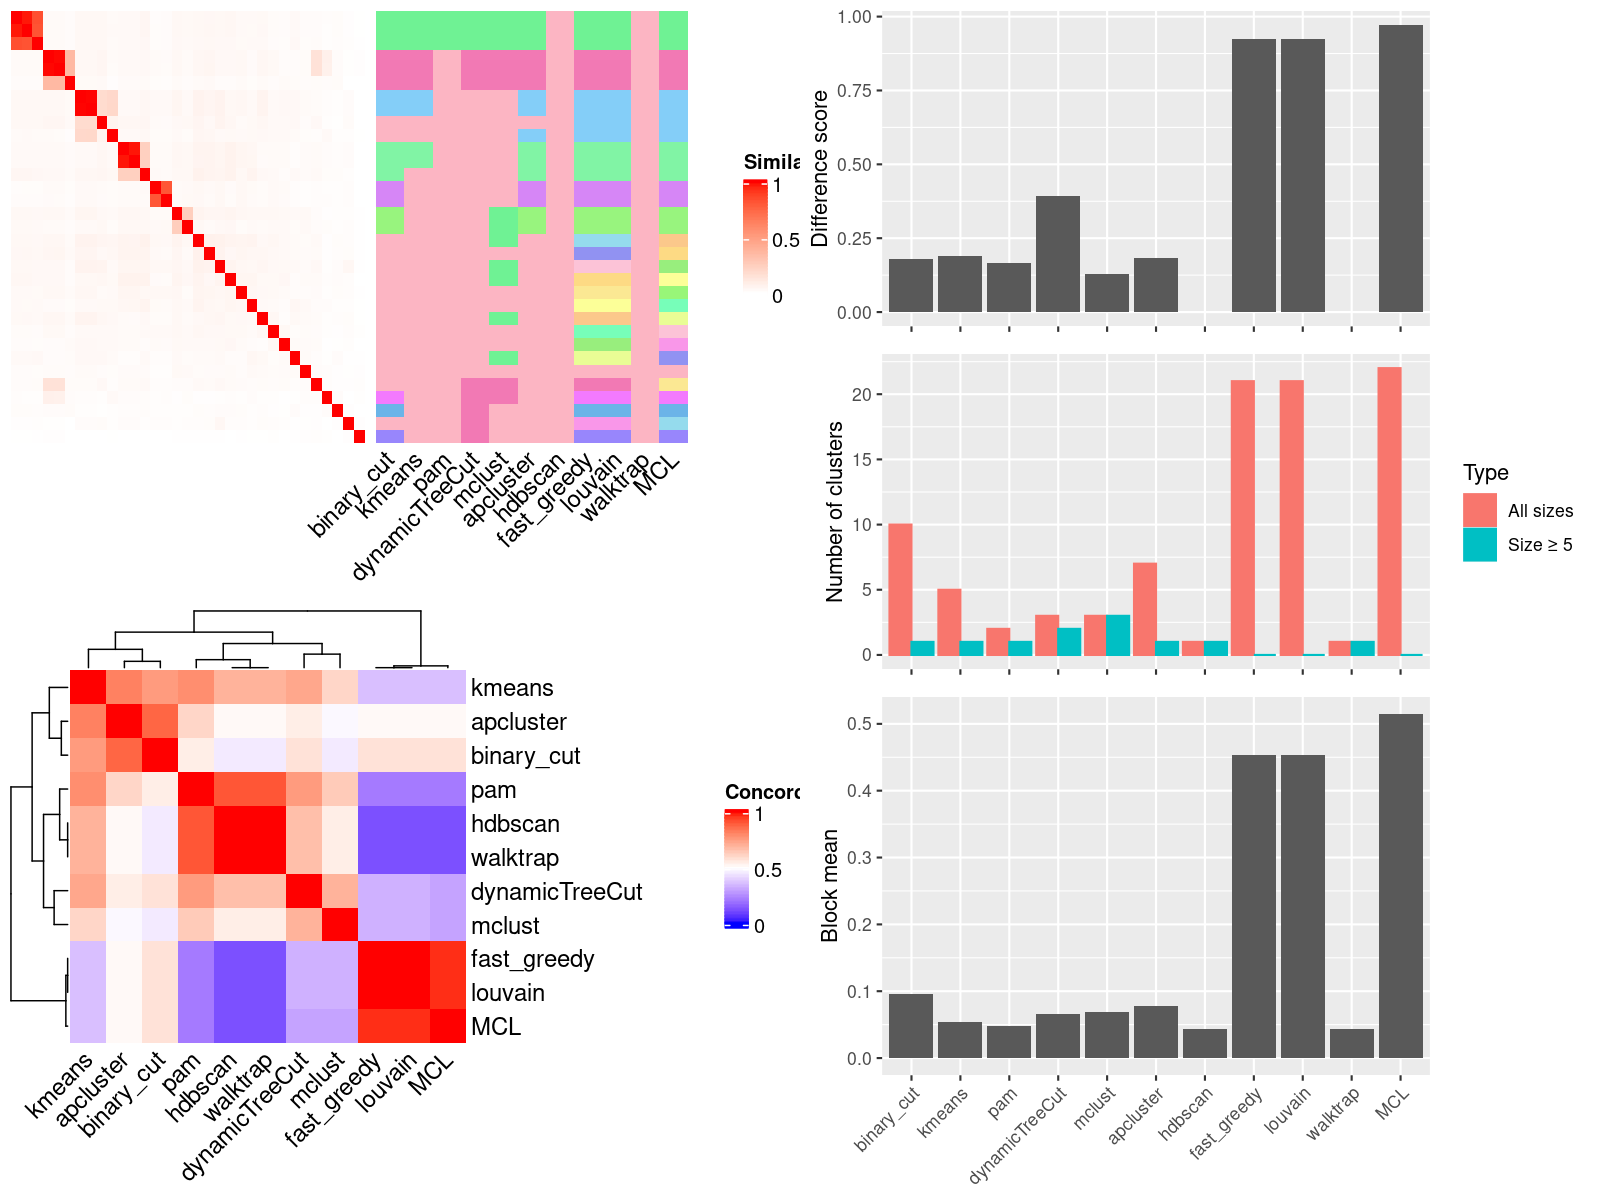 Simila
1
0.5
0
binary_cut
kmeans
pam
dynamicTreeCut
mclust
apcluster
hdbscan
fast_greedy
louvain
walktrap
MCL
1.00
0.75
0.50
0.25
0.00
Difference score
20
15
10
5
0
Number of clusters
Type
All sizes
Size ≥ 5
kmeans
apcluster
binary_cut
pam
hdbscan
walktrap
dynamicTreeCut
mclust
fast_greedy
louvain
MCL
kmeans
apcluster
binary_cut
pam
hdbscan
walktrap
dynamicTreeCut
mclust
fast_greedy
louvain
MCL
Concord
1
0.5
0
0.5
0.4
0.3
0.2
0.1
0.0
Block mean
binary_cut
kmeans
pam
dynamicTreeCut
mclust
apcluster
hdbscan
fast_greedy
louvain
walktrap
MCL